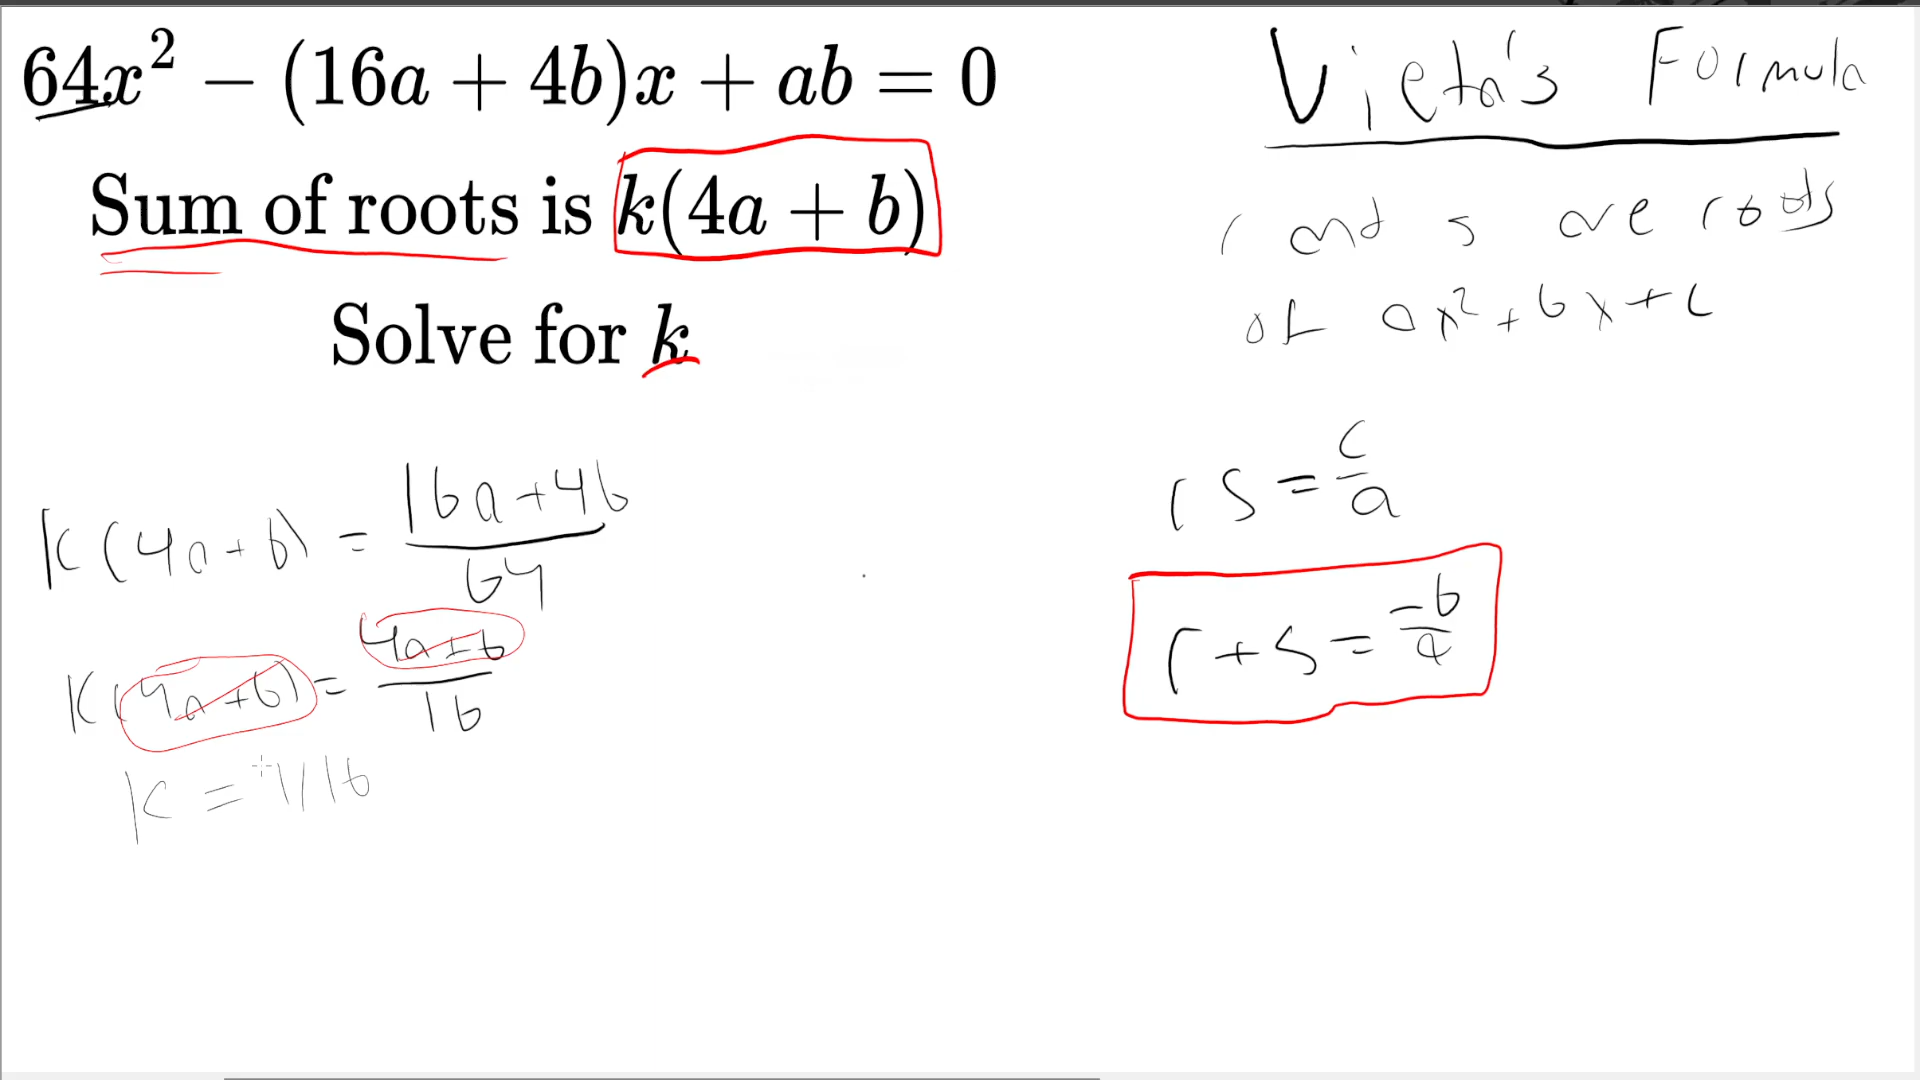 64x² − (16a + 4b)x + ab = 0
Sum of roots is k(4a + b)
Solve for k
k(4a+b) = 16a+4b/64
k(4a+b) = 4a+b/16
k = 1/16
Vieta's Formula
r and s are roots
of ax²+bx+c
rs = c/a
r+s = -b/a